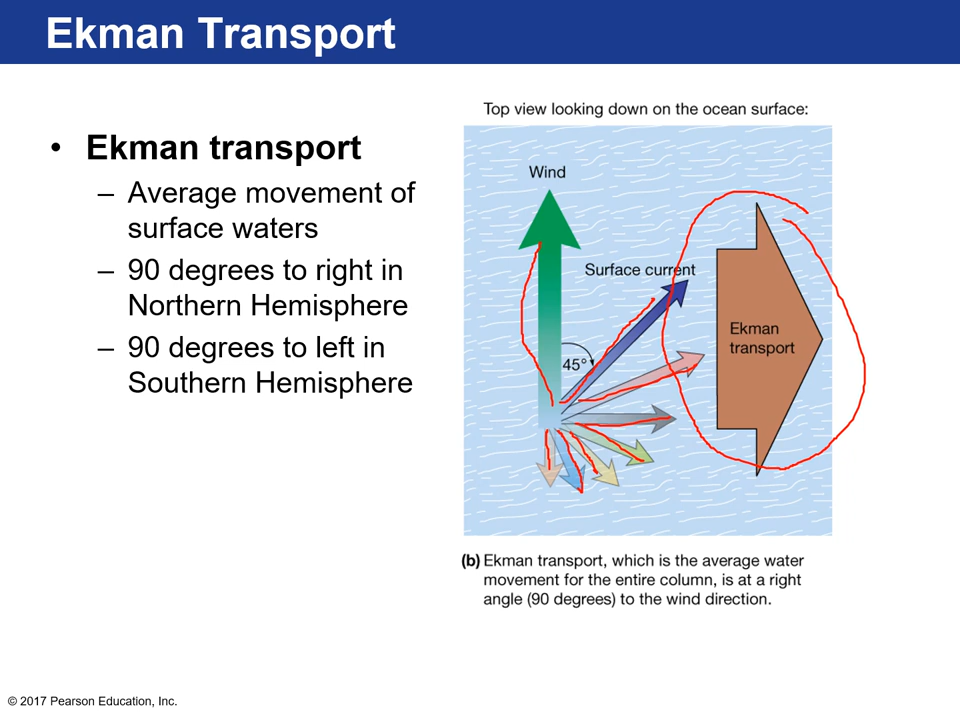 Ekman Transport
• Ekman transport
– Average movement of
surface waters
– 90 degrees to right in
Northern Hemisphere
– 90 degrees to left in
Southern Hemisphere
Top view looking down on the ocean surface:
Wind
Surface current
45°
Ekman
transport
(b) Ekman transport, which is the average water
movement for the entire column, is at a right
angle (90 degrees) to the wind direction.
© 2017 Pearson Education, Inc.